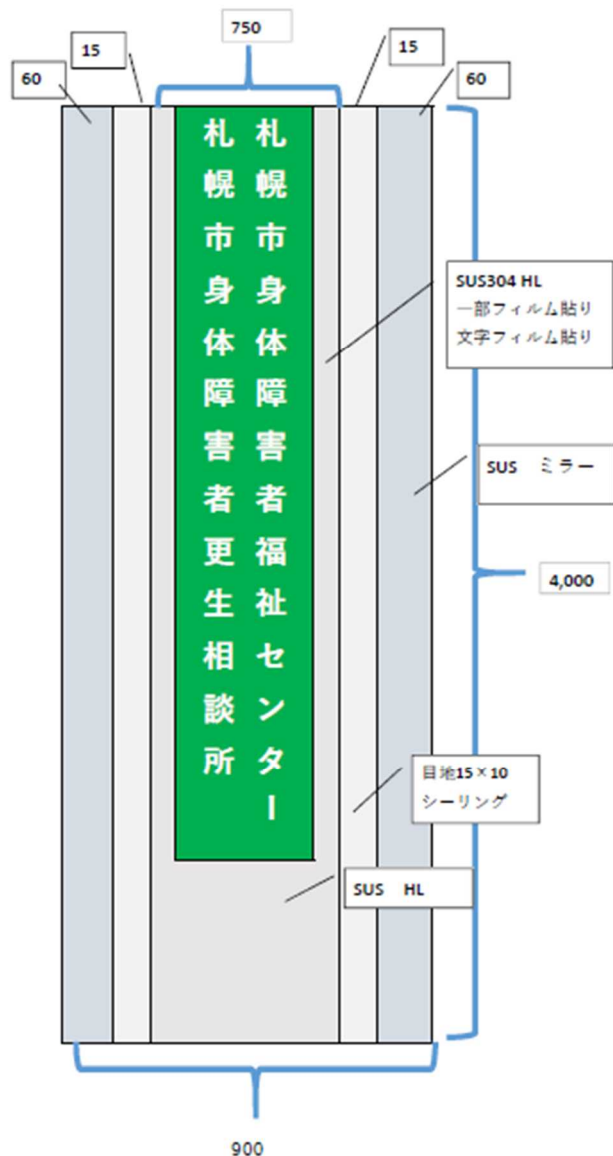 750
15
15
60
60
札幌市身体障害者福祉センター
札幌市身体障害者更生相談所
SUS304 HL
一部フィルム貼り
文字フィルム貼り
SUS ミラー
4,000
目地15×10
シーリング
SUS HL
900